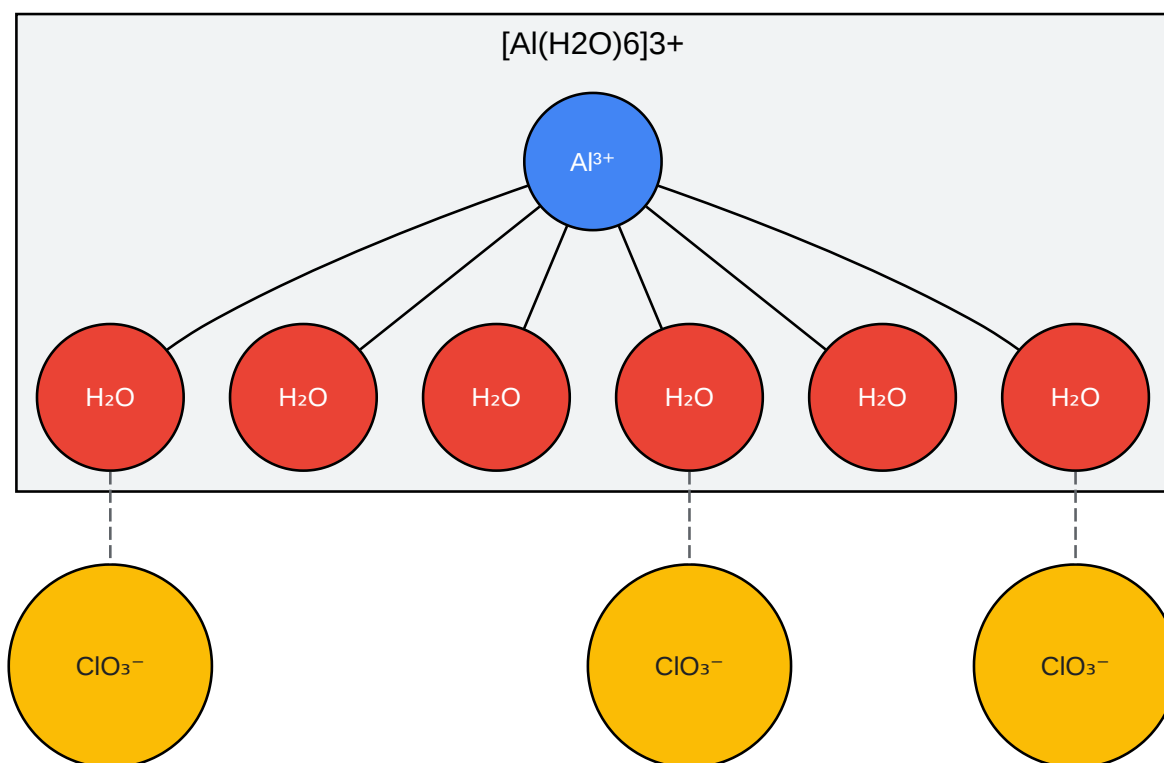 [Al(H2O)6]3+
Al³⁺
H₂O H₂O H₂O H₂O H₂O H₂O
ClO₃⁻ ClO₃⁻ ClO₃⁻